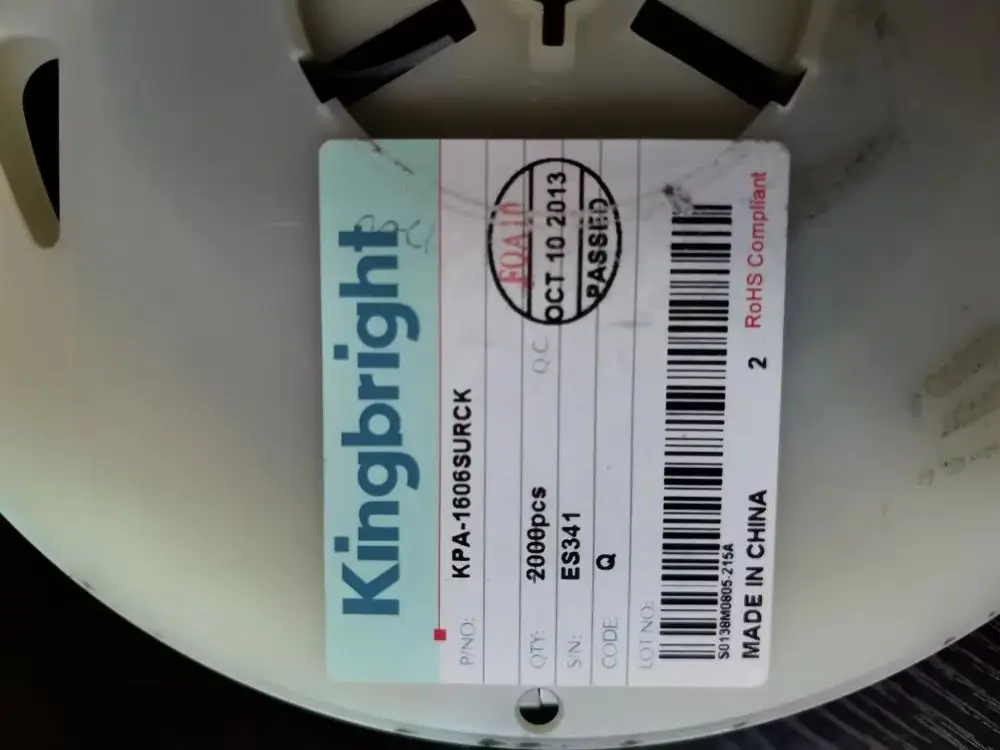 Kingbright
P/NO: KPA-1606SURCK
QTY: 2000pcs Q.C.
FQA10
OCT 10 2013
PASSED
S/N: ES341
CODE: Q
LOT NO:
S0138M0805-215A
MADE IN CHINA 2 RoHS Compliant